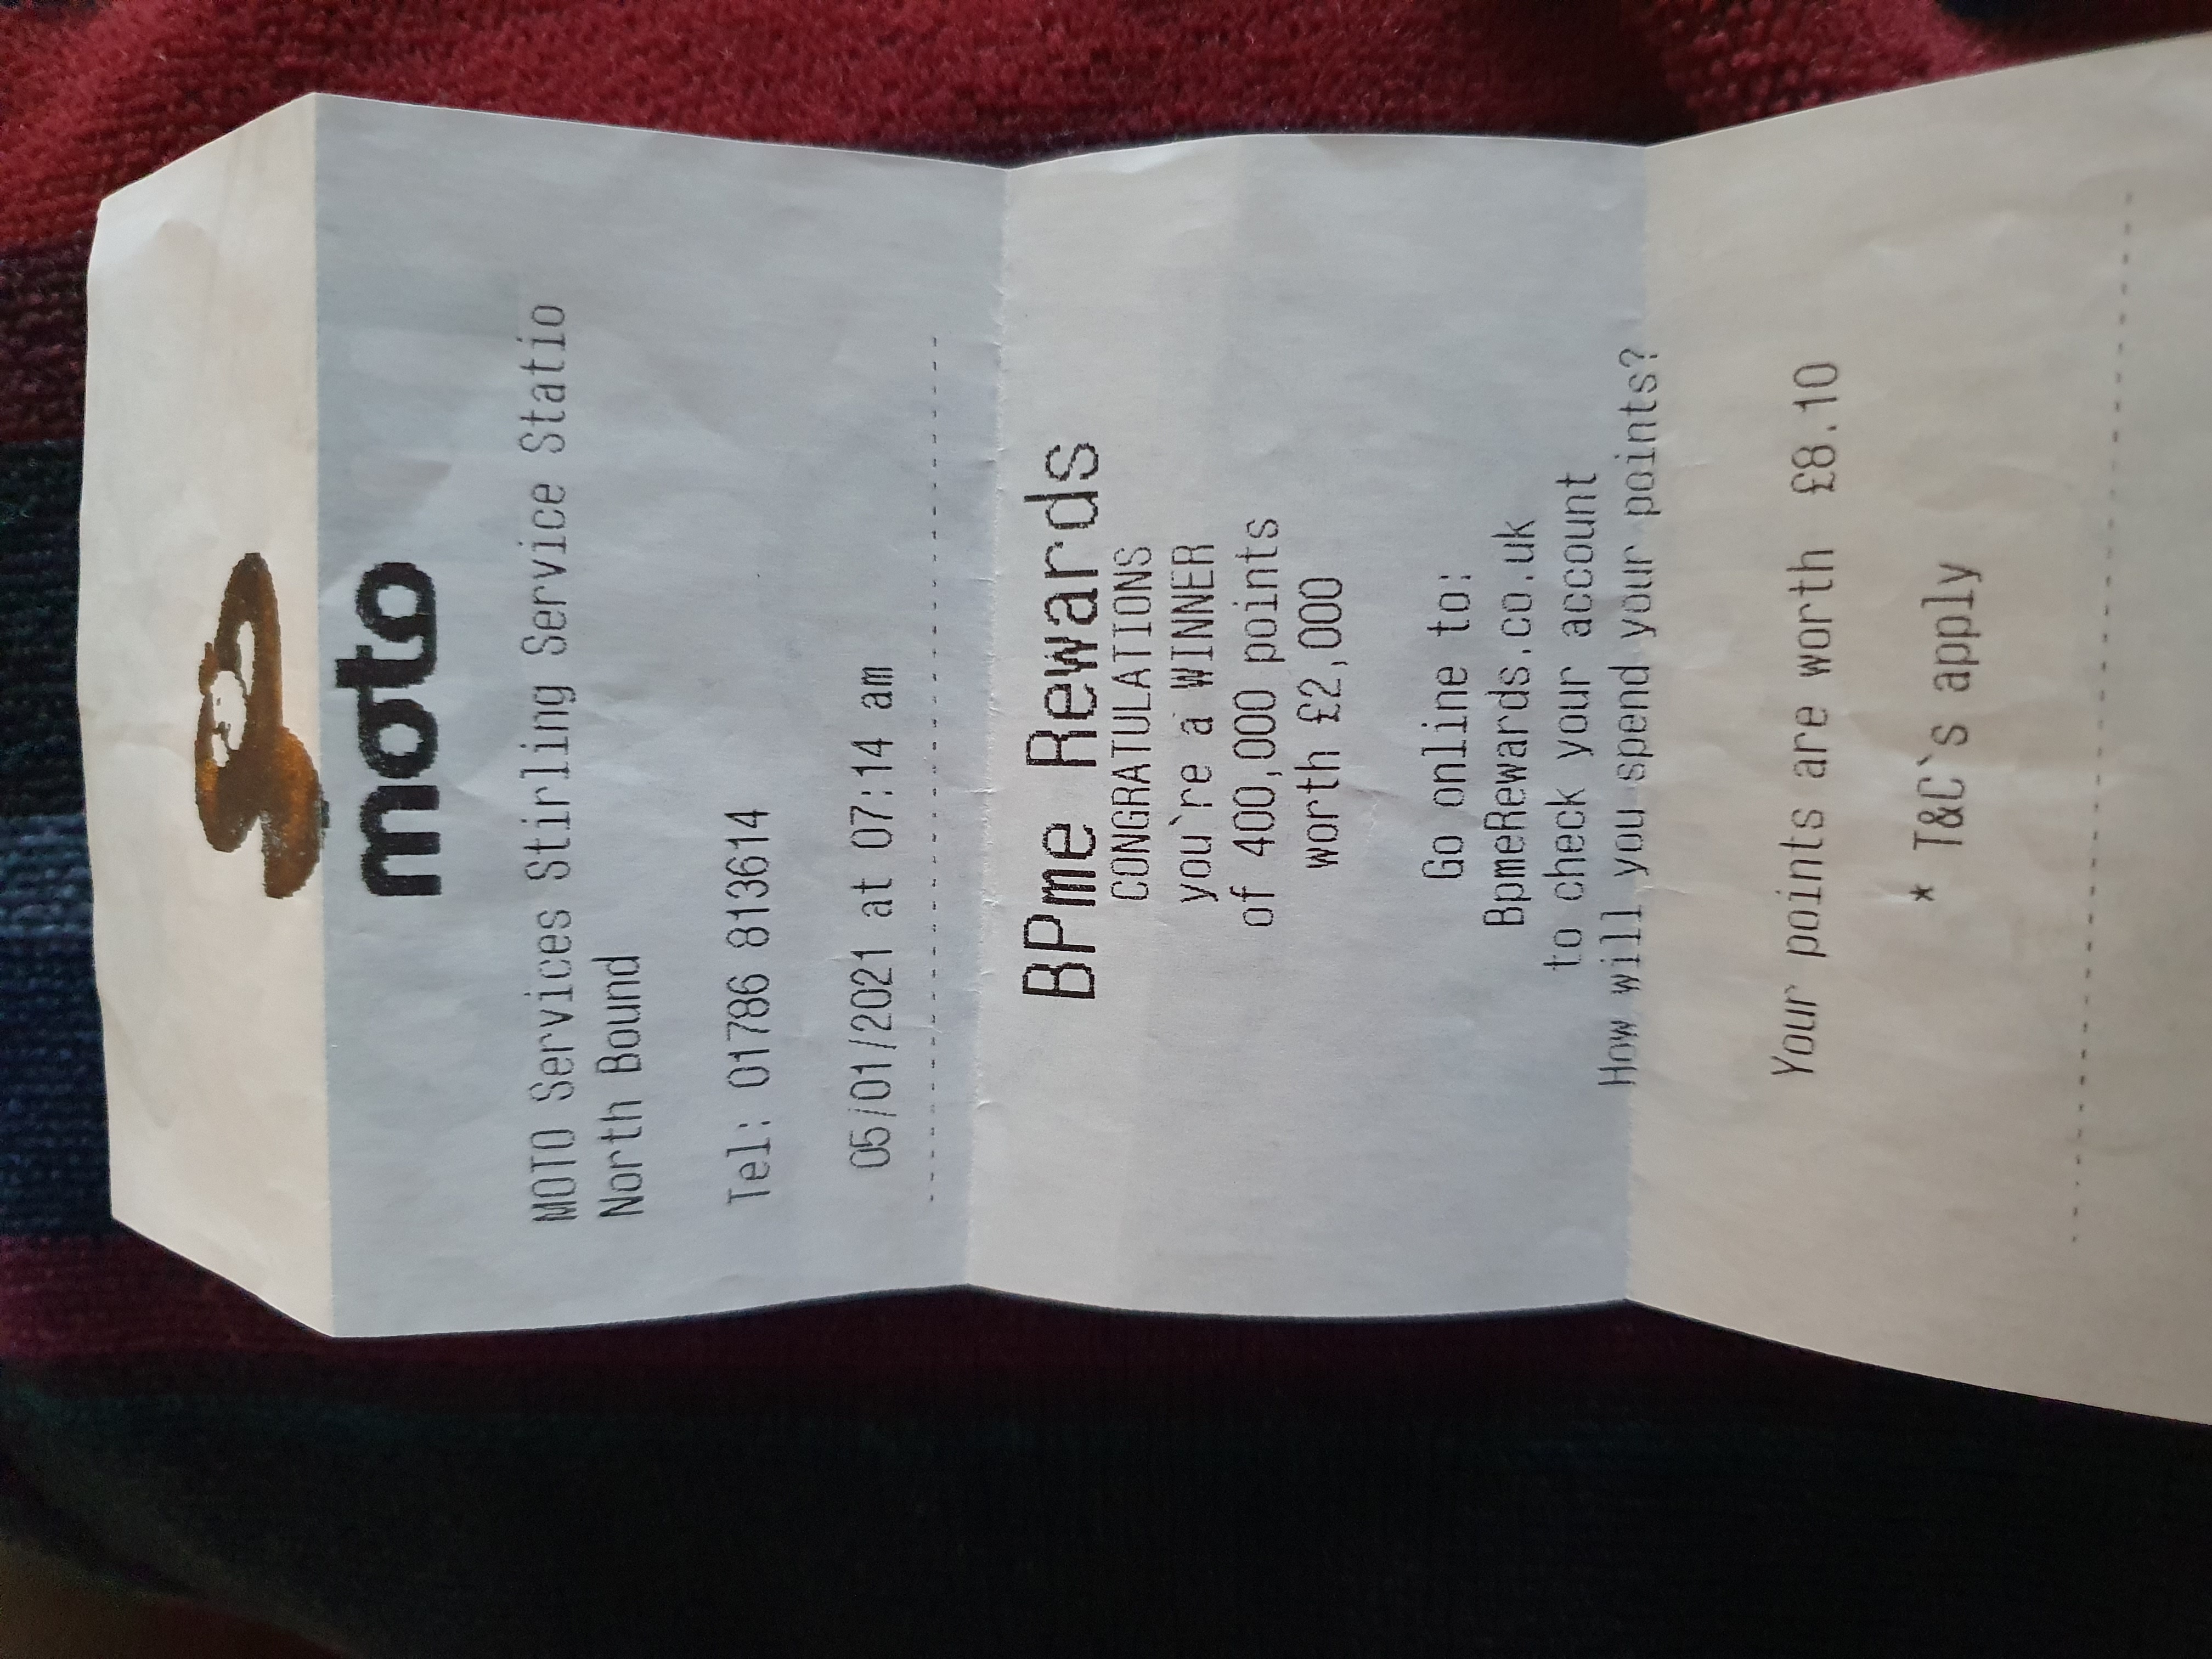 moto
MOTO Services Stirling Service Statio
North Bound
Tel: 01786 813614
05/01/2021 at 07:14 am
BPme Rewards
CONGRATULATIONS
you`re a WINNER
of 400,000 points
worth £2,000
Go online to:
BpmeRewards.co.uk
to check your account
How will you spend your points?
Your points are worth £8.10
* T&C`s apply